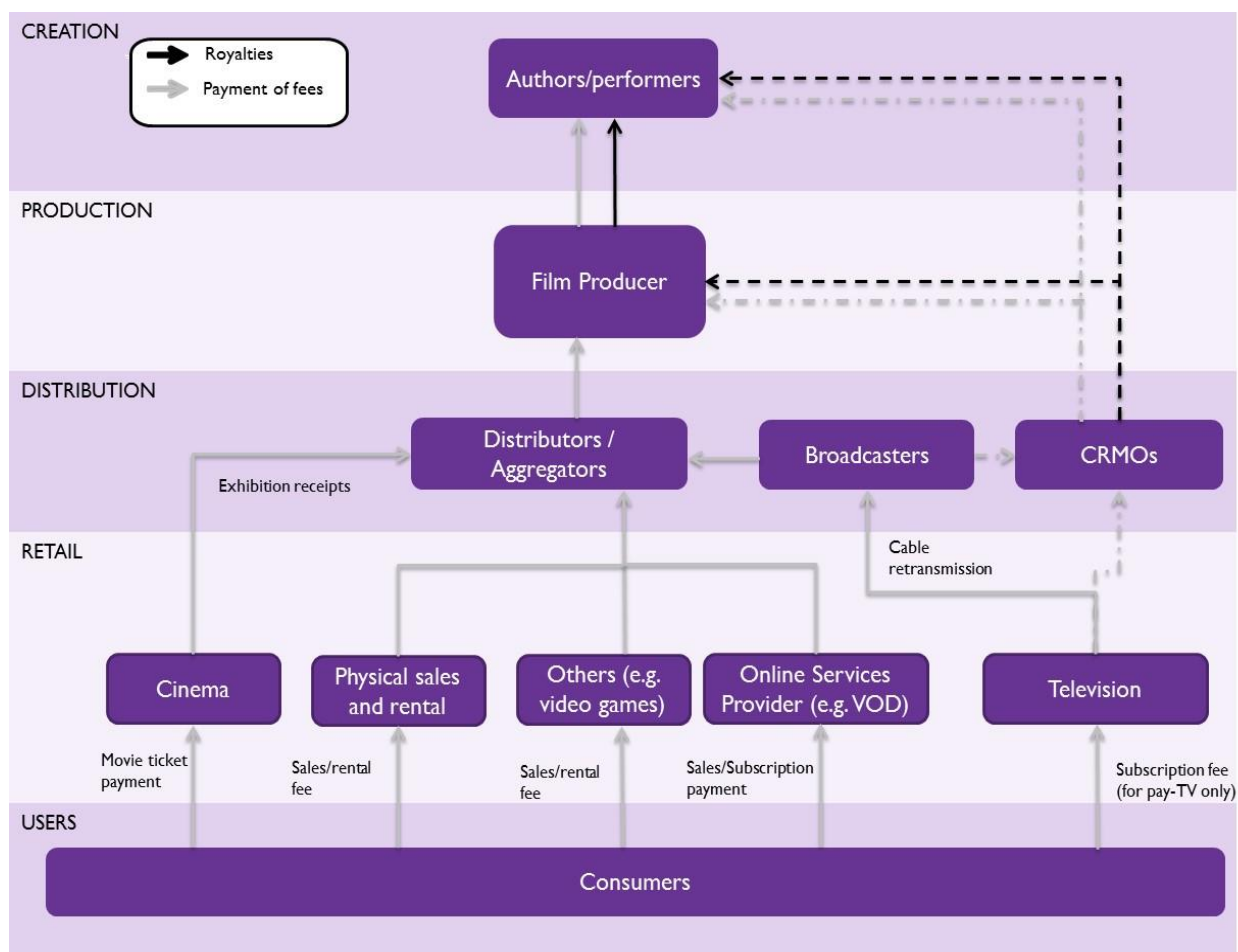 CREATION
Royalties
Payment of fees
Authors/performers
PRODUCTION
Film Producer
DISTRIBUTION
Distributors /
Aggregators
Broadcasters
CRMOs
Exhibition receipts
RETAIL
Cable
retransmission
Cinema
Physical sales
and rental
Others (e.g.
video games)
Online Services
Provider (e.g. VOD)
Television
Movie ticket
payment
Sales/rental
fee
Sales/rental
fee
Sales/Subscription
payment
Subscription fee
(for pay-TV only)
USERS
Consumers